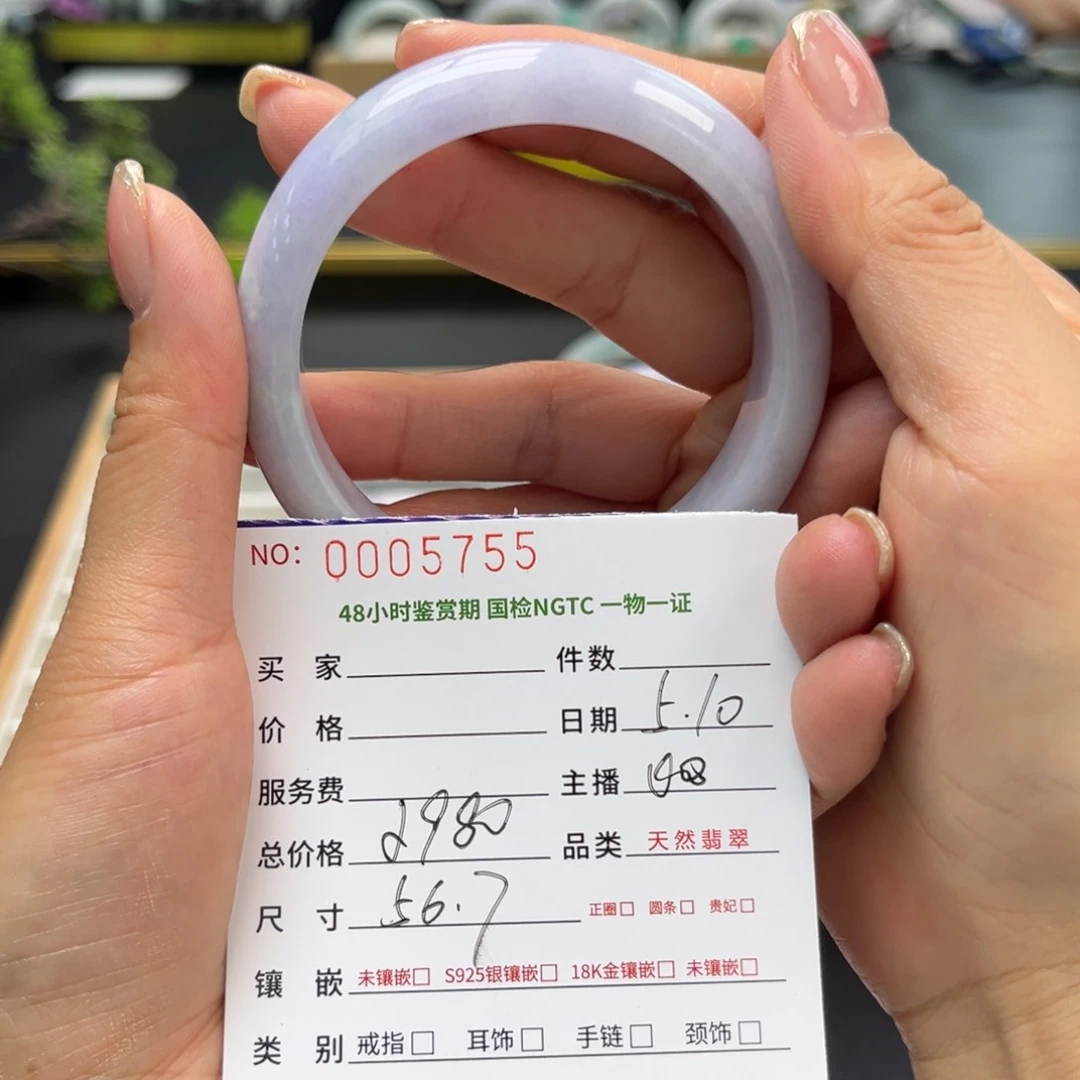 NO: 0005755
48小时鉴赏期 国检NGTC 一物一证
买 家 件数
价 格 日期 5.10
服务费 主播
总价格 2980 品类 天然翡翠
尺 寸 56.7 正圈□ 圆条□ 贵妃□
镶 嵌 未镶嵌□ S925银镶嵌□ 18K金镶嵌□ 未镶嵌□
类 别 戒指□ 耳饰□ 手链□ 颈饰□